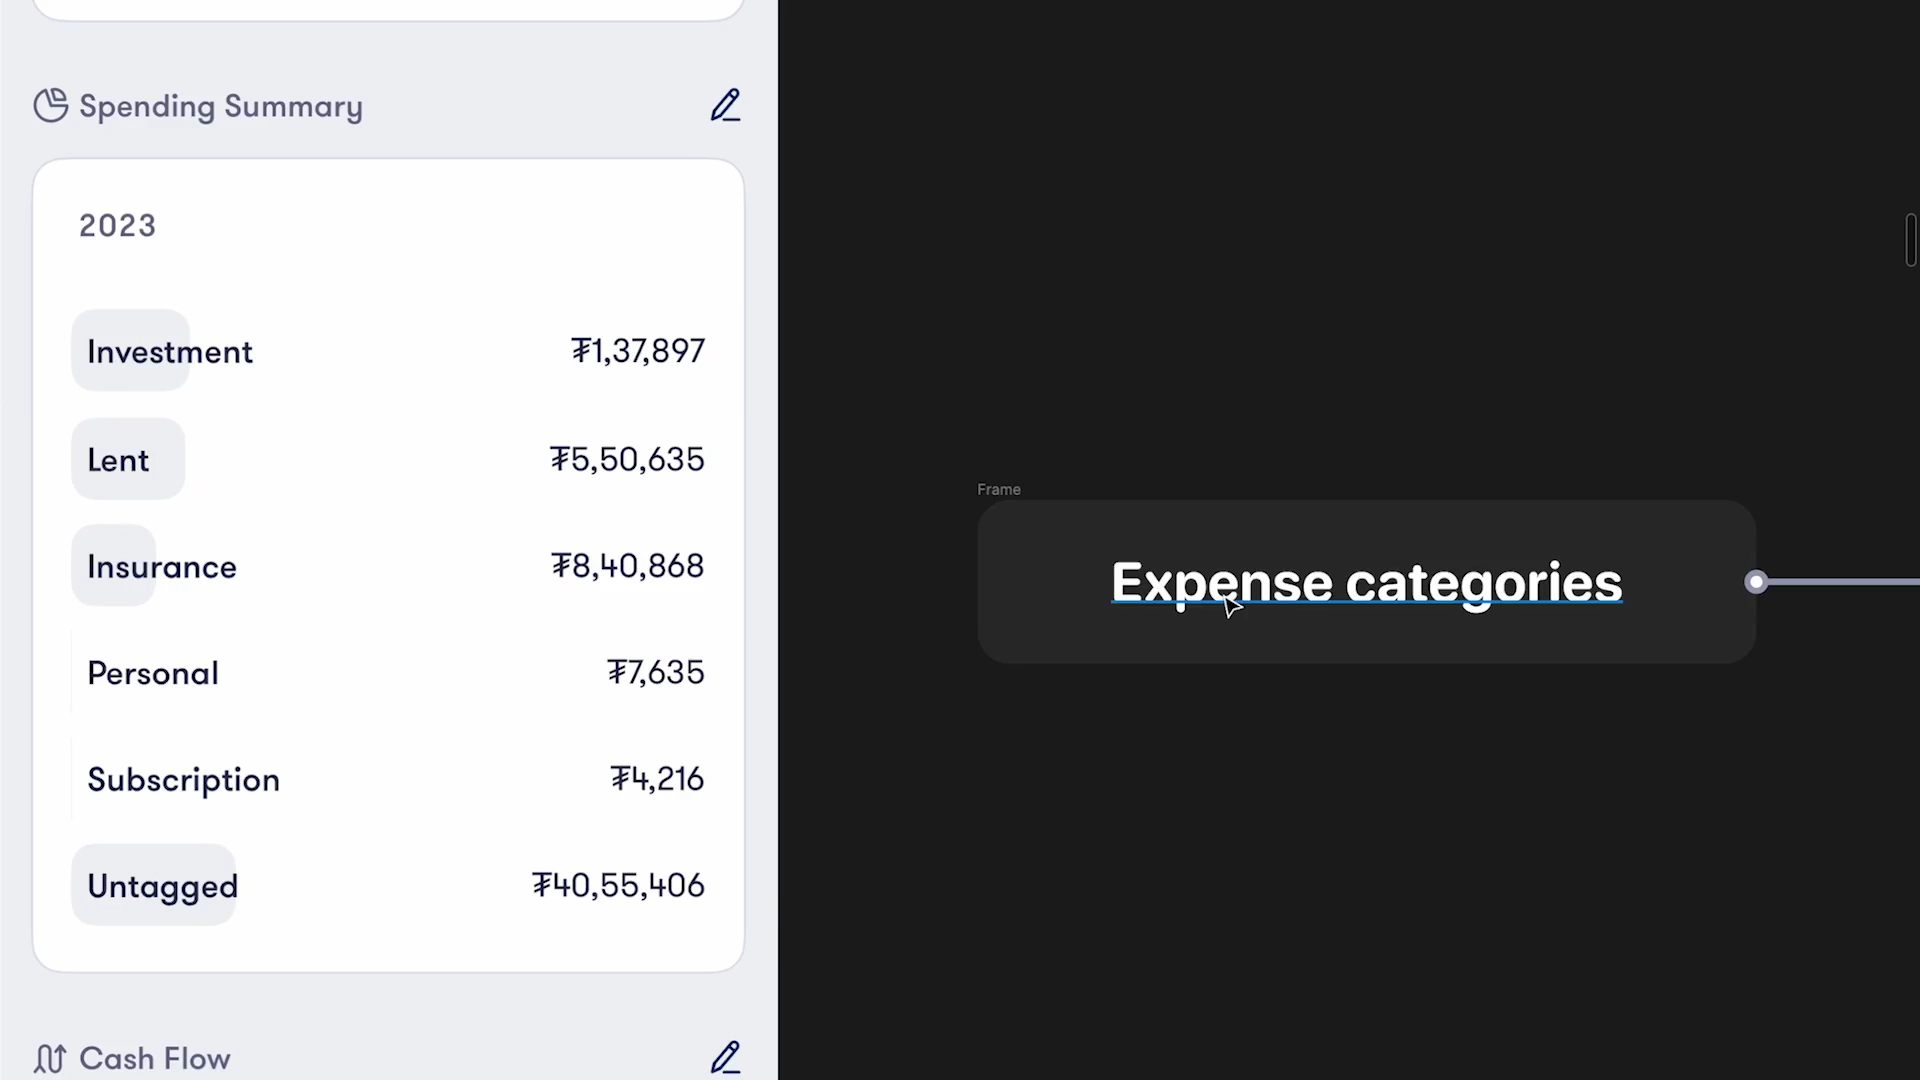 Spending Summary
2023
Investment ₮1,37,897
Lent ₮5,50,635
Insurance ₮8,40,868
Personal ₮7,635
Subscription ₮4,216
Untagged ₮40,55,406
Cash Flow
Frame
Expense categories